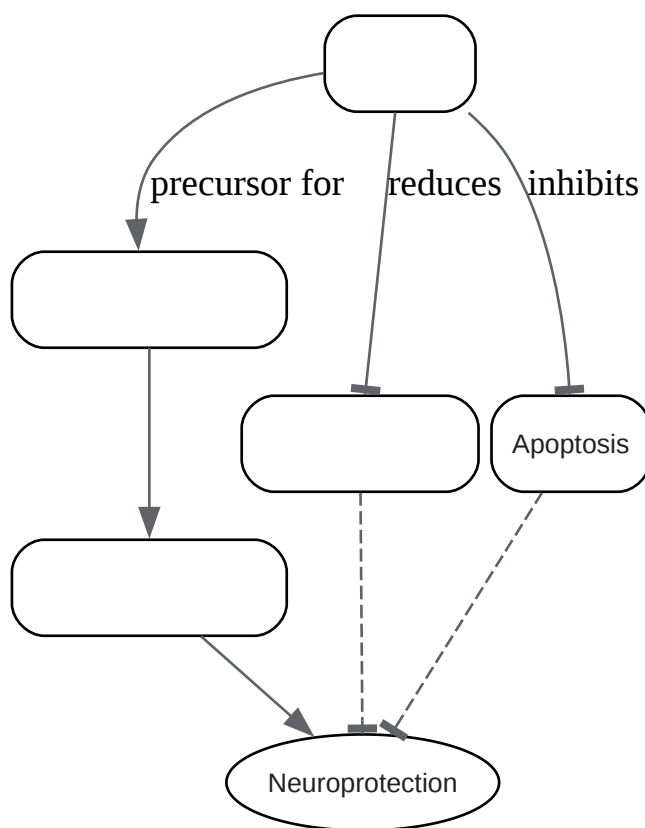 precursor for
reduces
inhibits
Apoptosis
Neuroprotection